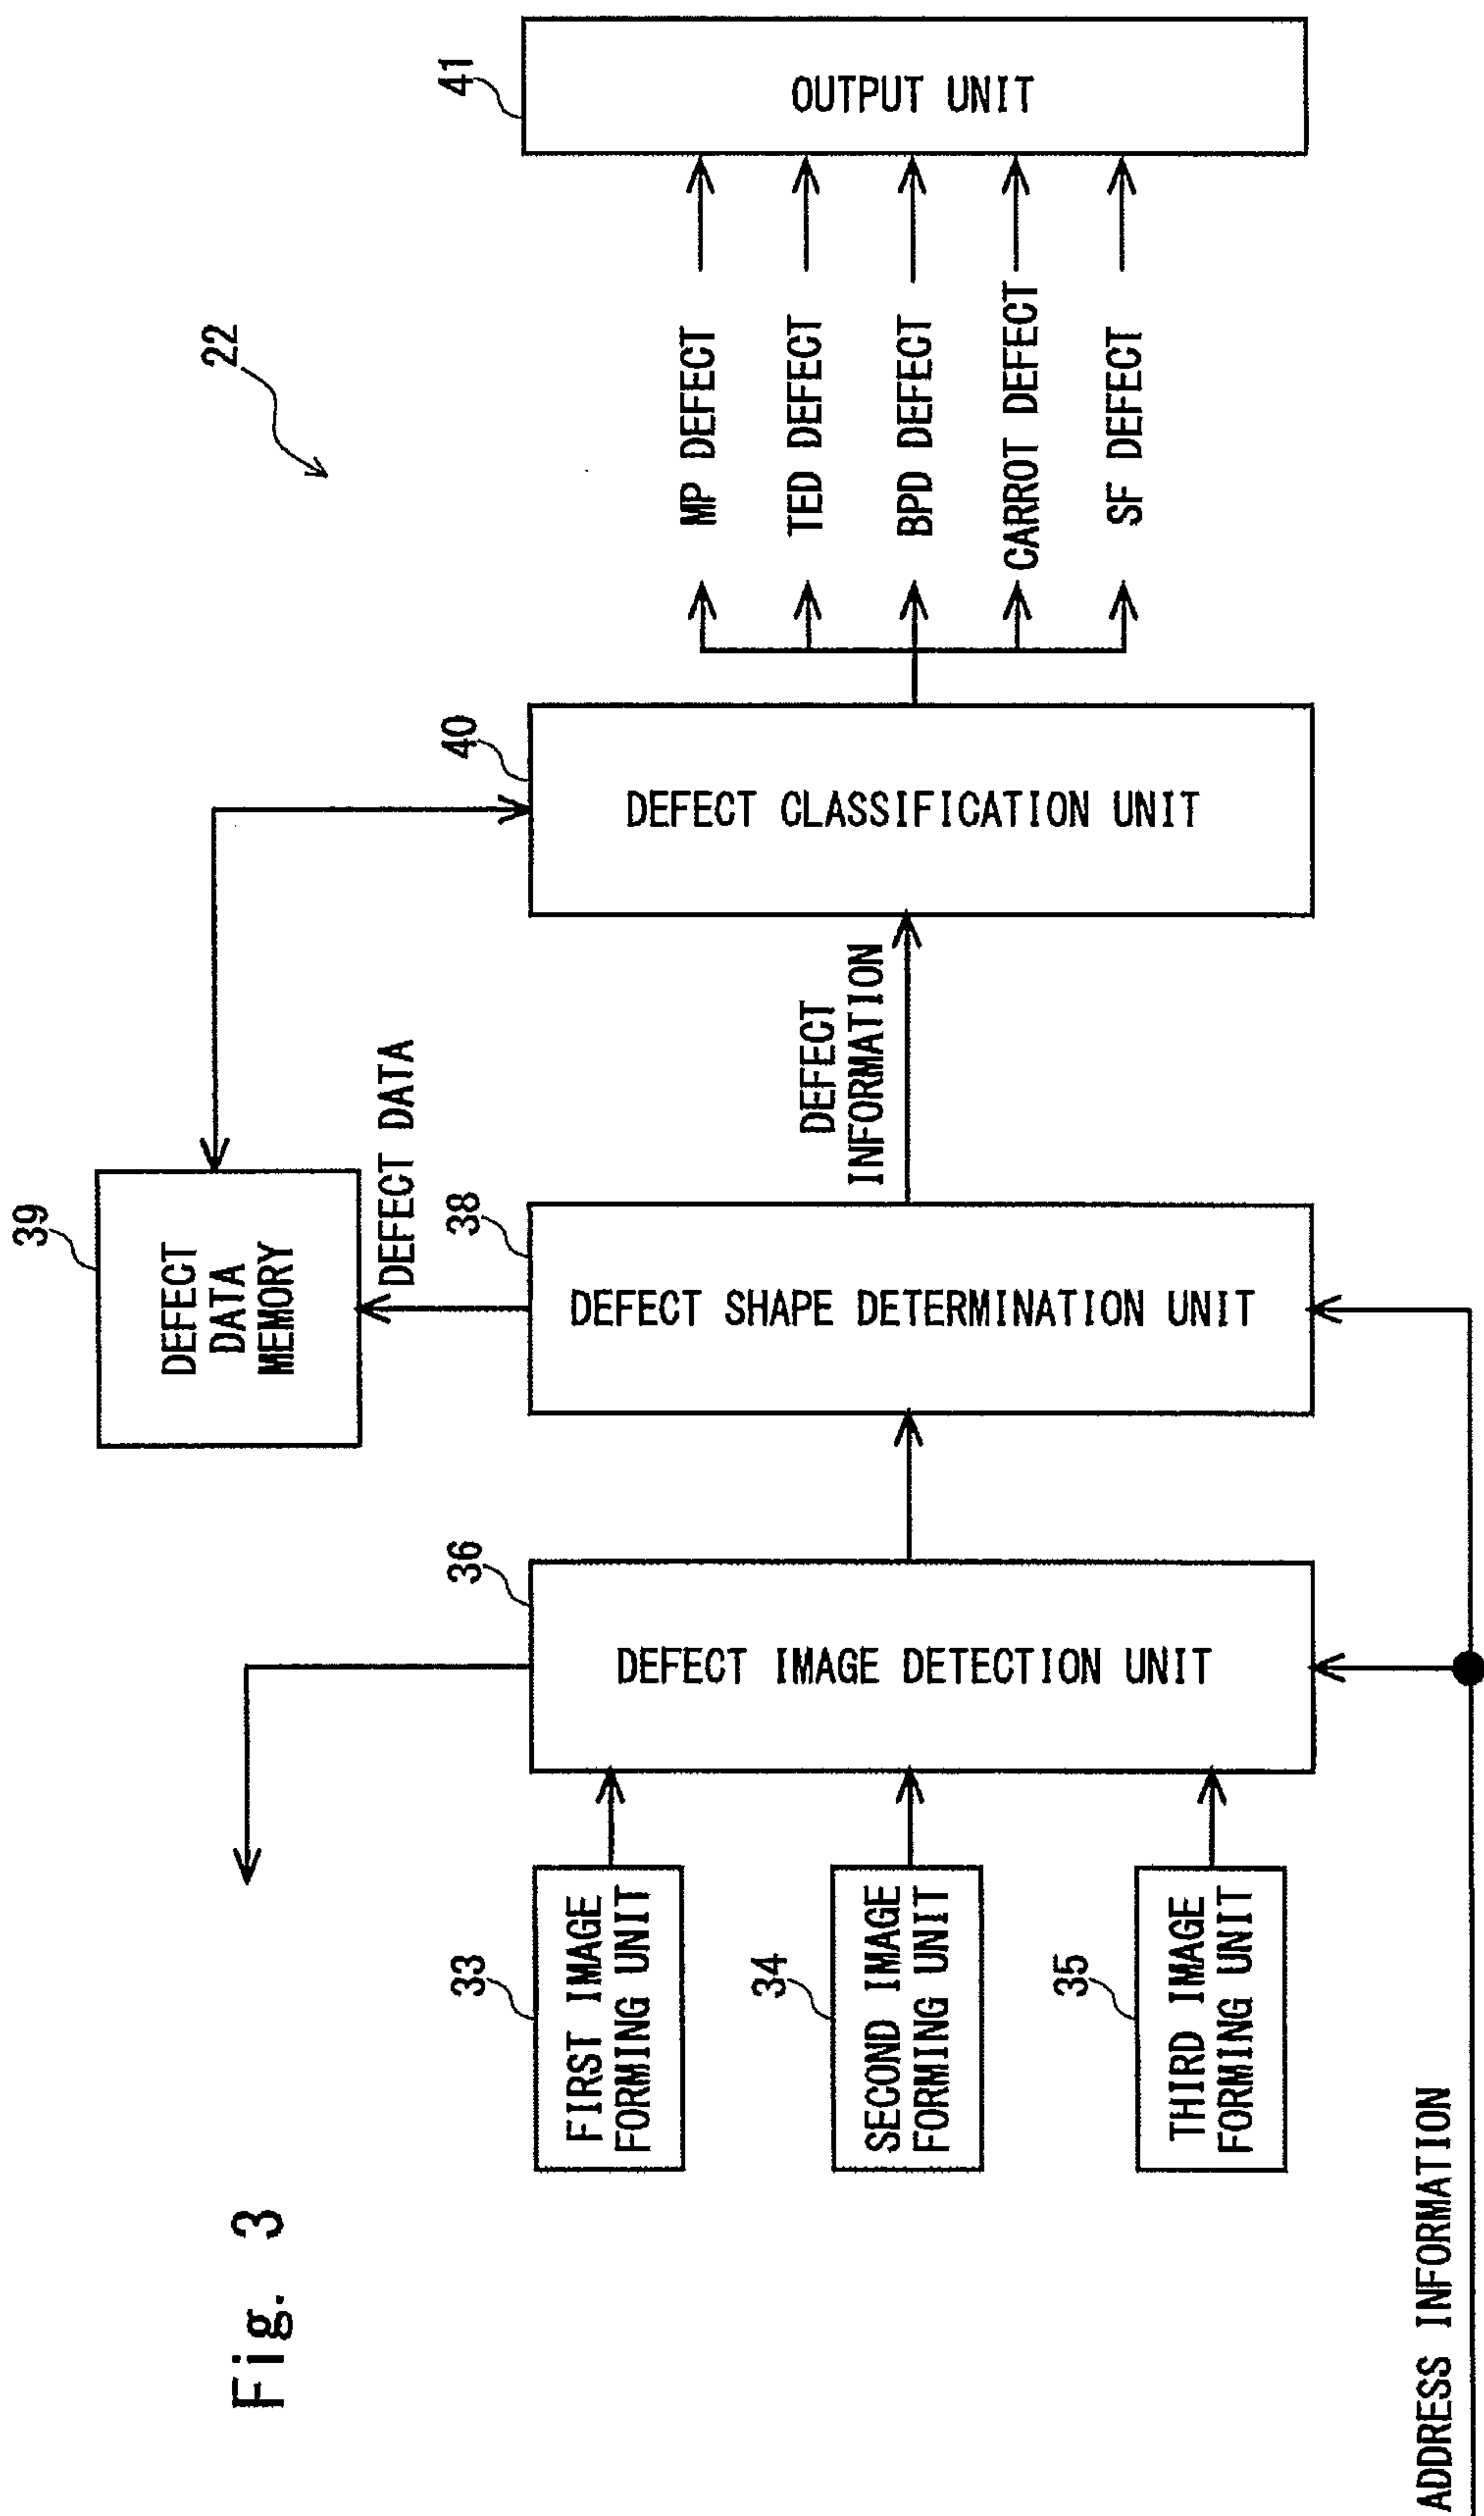 Fig. 3
22
33
FIRST IMAGE
FORMING UNIT
34
SECOND IMAGE
FORMING UNIT
35
THIRD IMAGE
FORMING UNIT
ADDRESS INFORMATION
36
DEFECT IMAGE DETECTION UNIT
38
DEFECT SHAPE DETERMINATION UNIT
39
DEFECT
DATA
MEMORY
DEFECT DATA
DEFECT
INFORMATION
40
DEFECT CLASSIFICATION UNIT
MP DEFECT
TED DEFECT
BPD DEFECT
CARROT DEFECT
SF DEFECT
41
OUTPUT UNIT